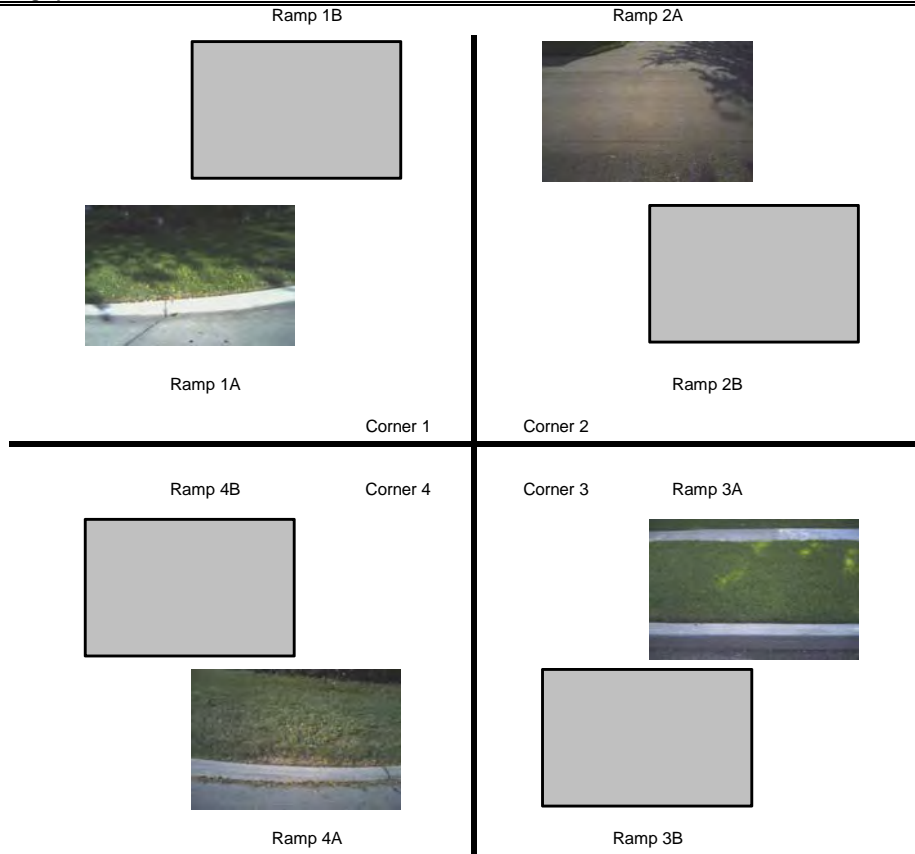 Ramp 1B Ramp 2A
Ramp 1A Ramp 2B
Corner 1 Corner 2
Ramp 4B Corner 4 Corner 3 Ramp 3A
Ramp 4A Ramp 3B